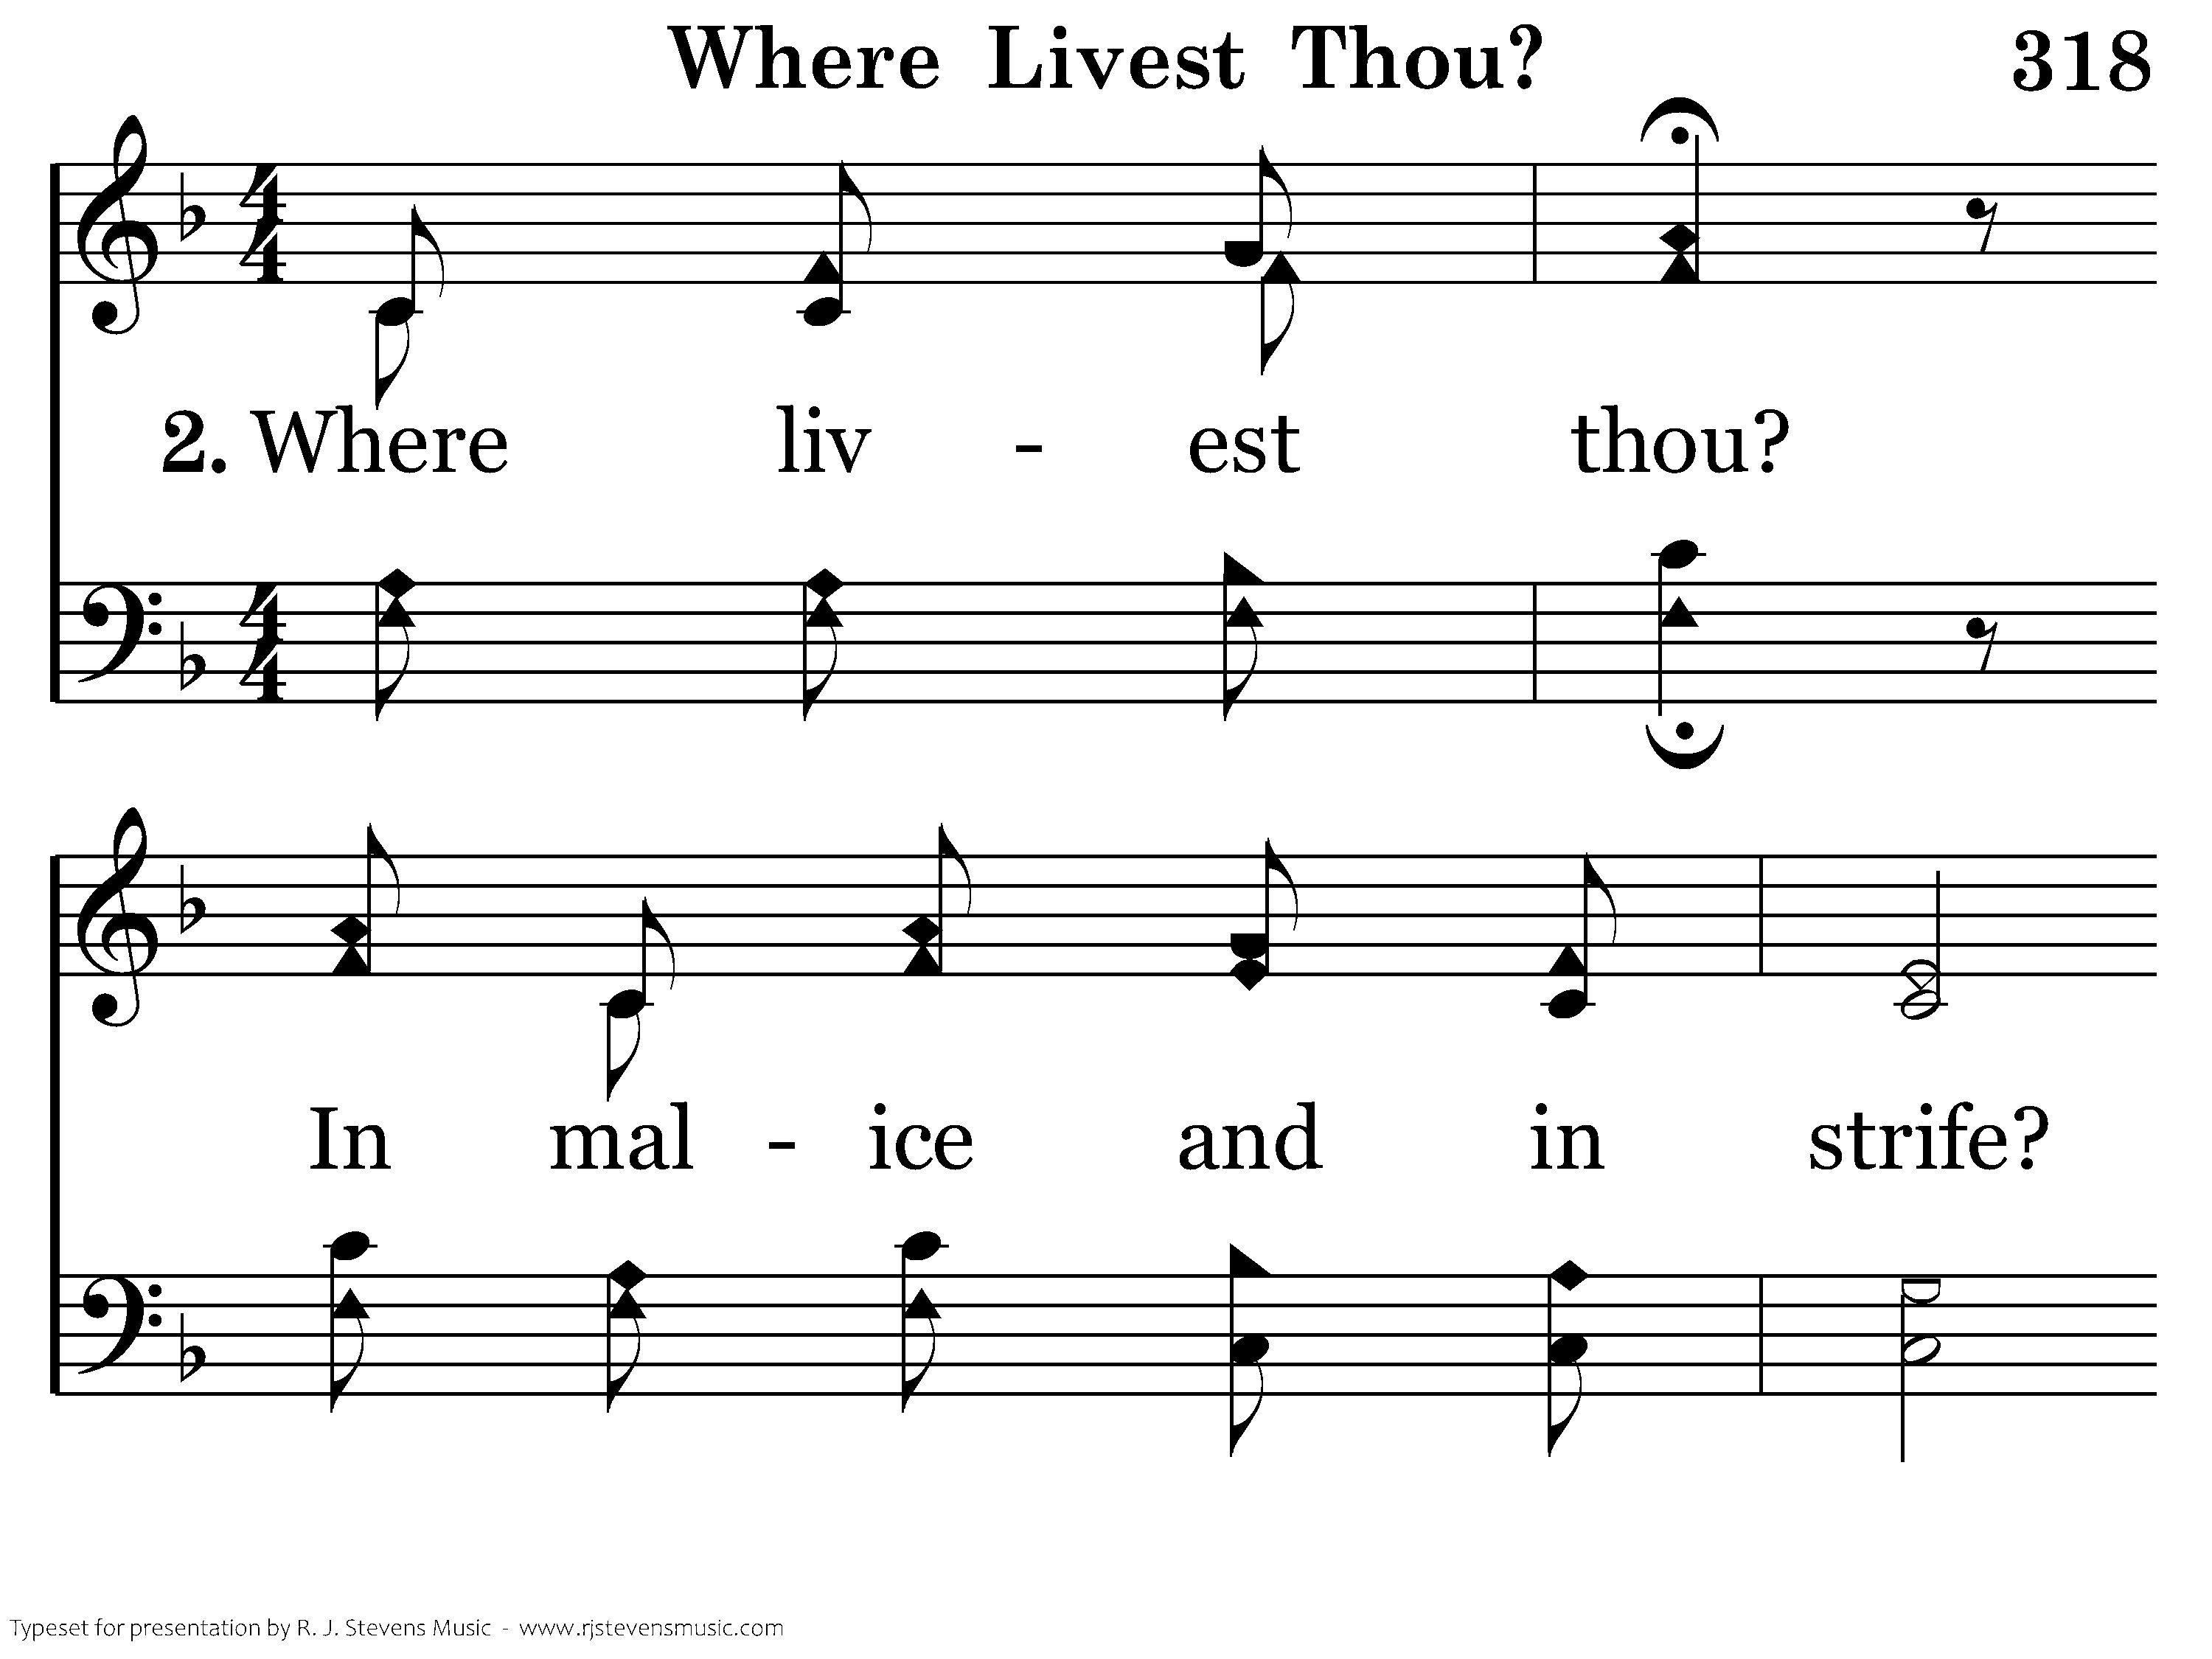 Where Livest Thou? 318
2. Where liv - est thou?
In mal - ice and in strife?
Typeset for presentation by R. J. Stevens Music - www.rjstevensmusic.com